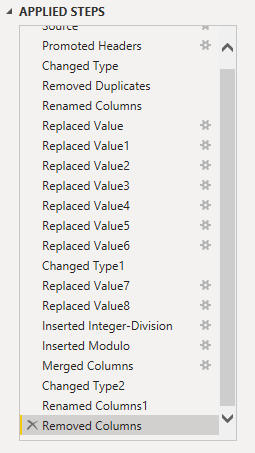 APPLIED STEPS
Source
Promoted Headers
Changed Type
Removed Duplicates
Renamed Columns
Replaced Value
Replaced Value1
Replaced Value2
Replaced Value3
Replaced Value4
Replaced Value5
Replaced Value6
Changed Type1
Replaced Value7
Replaced Value8
Inserted Integer-Division
Inserted Modulo
Merged Columns
Changed Type2
Renamed Columns1
Removed Columns